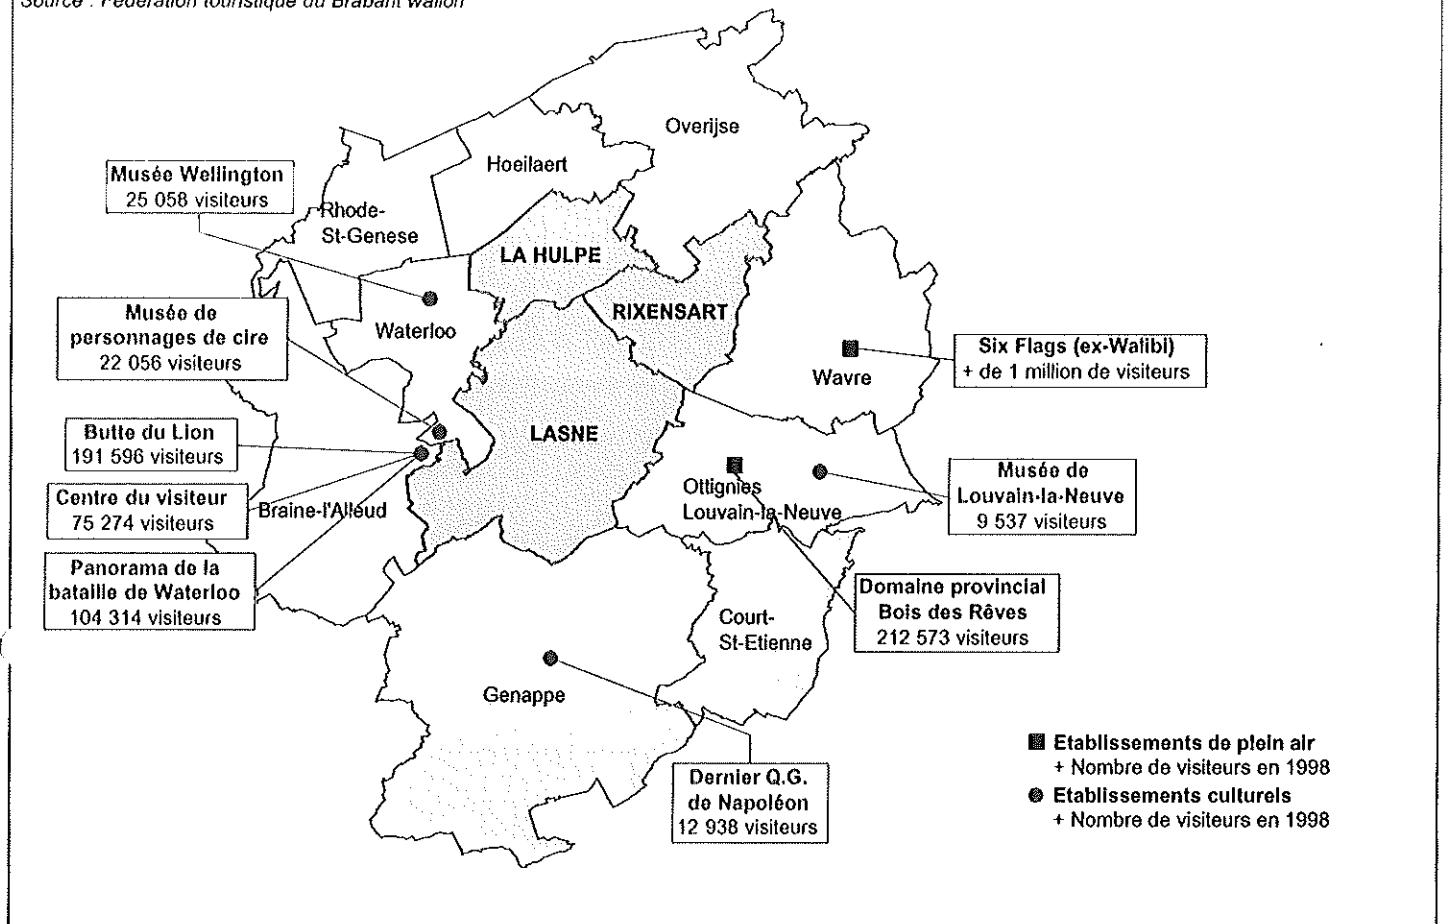 Source : Fédération touristique du Brabant wallon
Overijse
Hoeilaert
Musée Wellington
25 058 visiteurs
Rhode-
St-Genese
LA HULPE
RIXENSART
Musée de
personnages de cire
22 056 visiteurs
Waterloo
Six Flags (ex-Walibi)
+ de 1 million de visiteurs
Wavre
Butte du Lion
191 596 visiteurs
LASNE
Centre du visiteur
75 274 visiteurs
Braine-l'Alleud
Ottignies
Louvain-la-Neuve
Musée de
Louvain-la-Neuve
9 537 visiteurs
Panorama de la
bataille de Waterloo
104 314 visiteurs
Domaine provincial
Bois des Rêves
212 573 visiteurs
Court-
St-Etienne
Genappe
Dernier Q.G.
de Napoléon
12 938 visiteurs
Etablissements de plein air
+ Nombre de visiteurs en 1998
Etablissements culturels
+ Nombre de visiteurs en 1998